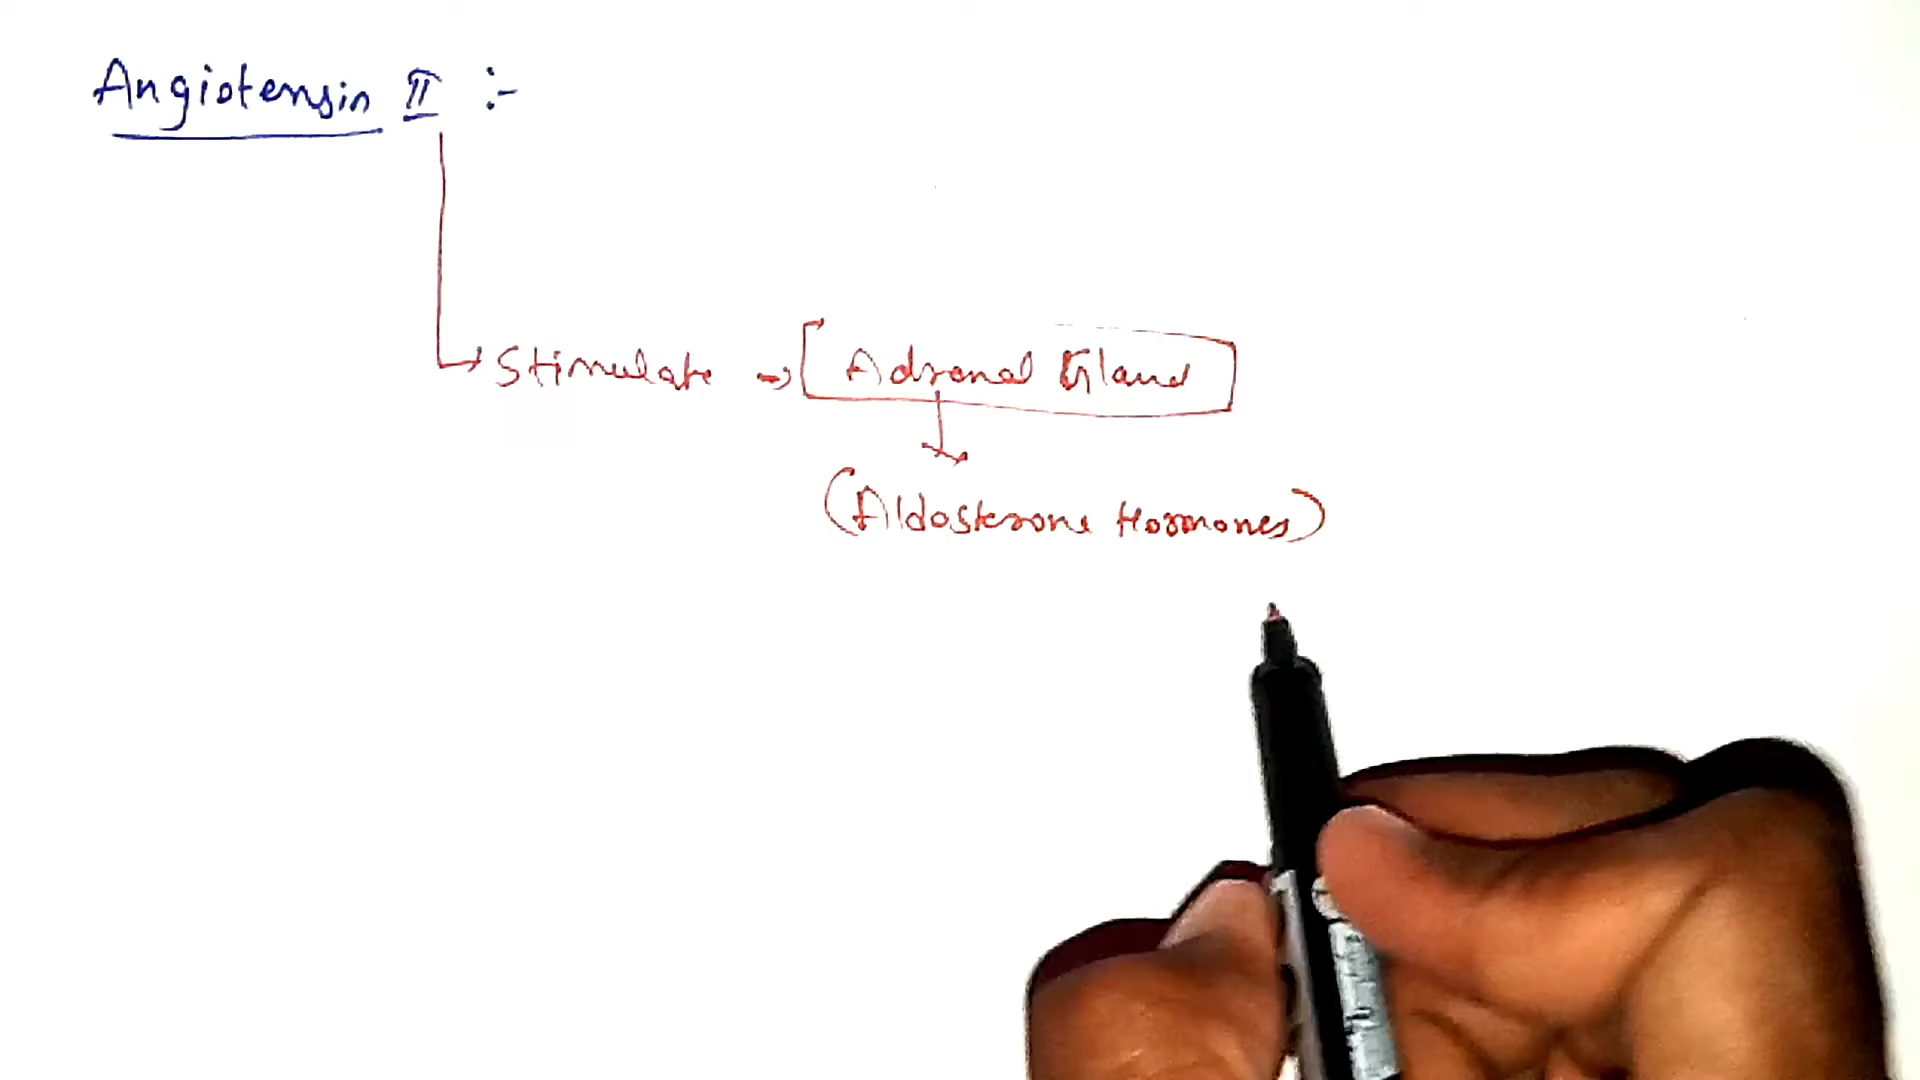 Angiotensin II :-
Stimulate → Adrenal Gland
(Aldosterone Hormones)